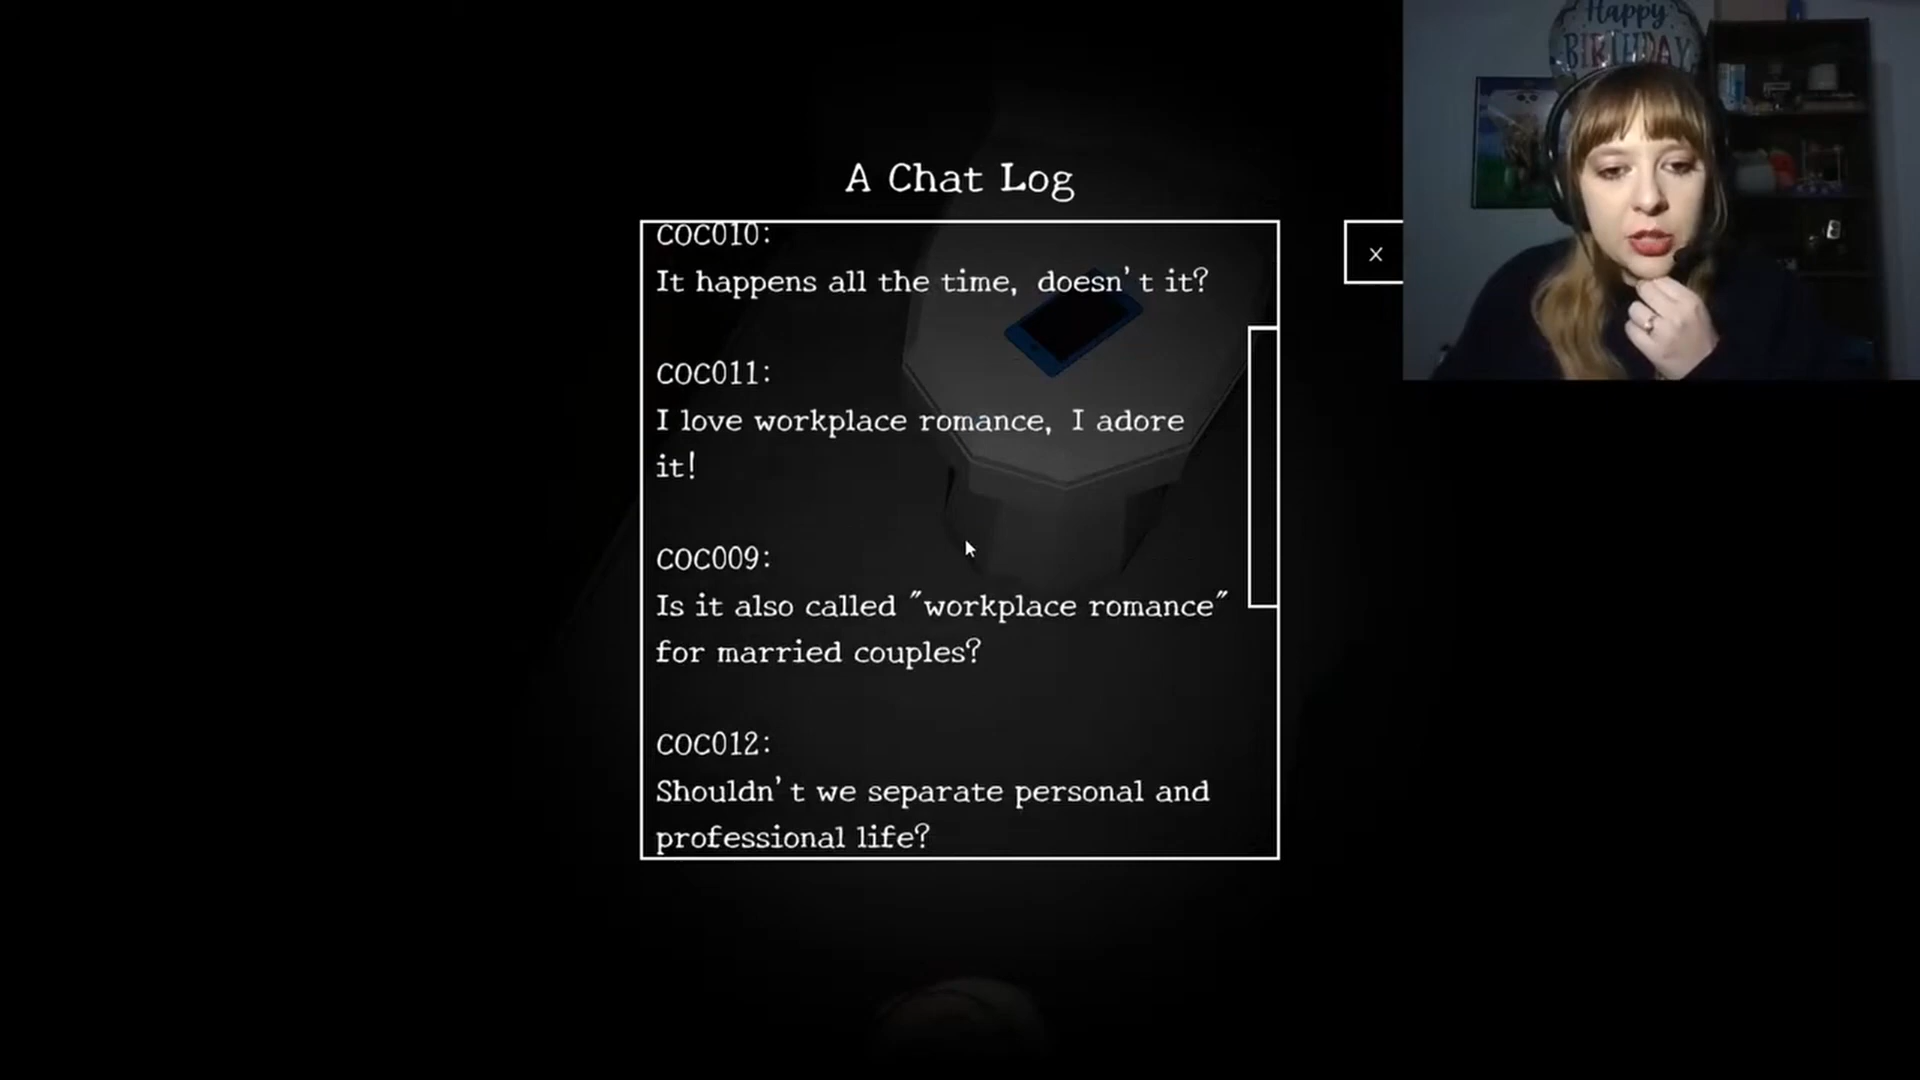 Happy
BIRTHDAY
A Chat Log
COC010:
It happens all the time, doesn't it?
x
COC011:
I love workplace romance, I adore
it!
COC009:
Is it also called "workplace romance"
for married couples?
COC012:
Shouldn't we separate personal and
professional life?